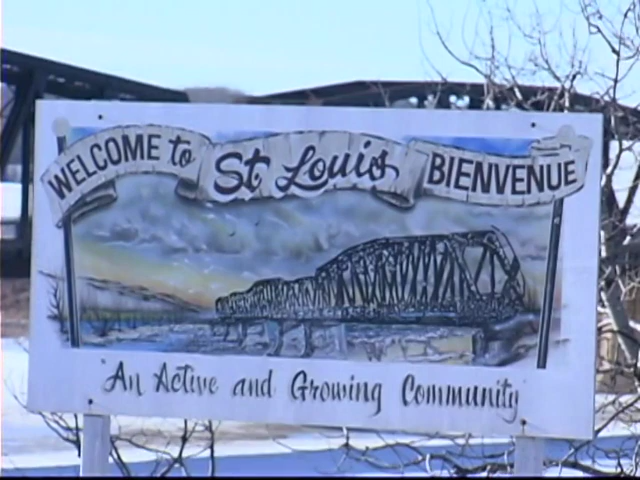 WELCOME to St Louis BIENVENUE
"An Active and Growing Community"